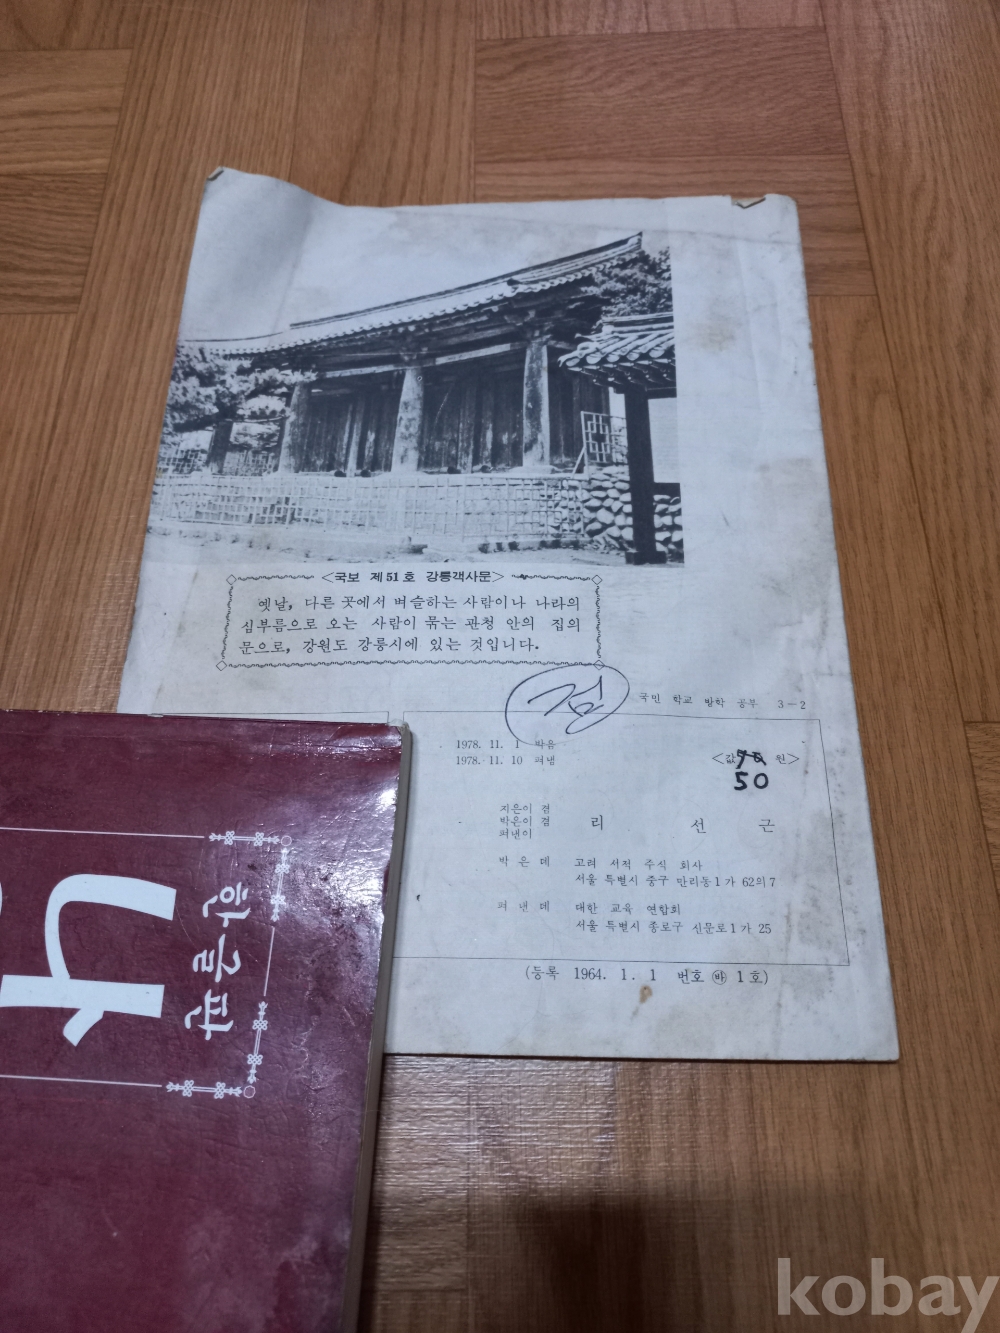 <국보 제51호 강릉객사문>
옛날, 다른 곳에서 벼슬하는 사람이나 나라의
심부름으로 오는 사람이 묵는 관청 안의 집의
문으로, 강원도 강릉시에 있는 것입니다.
검
국민 학교 방학 공부 3-2
1978. 11. 1 박음
1978. 11. 10 펴냄
<값 원>
50
지은이 겸
박은이 겸
펴낸이
리 선 근
박 은 데 고려 서적 주식 회사
서울 특별시 중구 만리동1가 62의7
펴 낸 데 대한 교육 연합회
서울 특별시 종로구 신문로1가 25
(등록 1964. 1. 1 번호 ㉳ 1호)
한글판
나
kobay